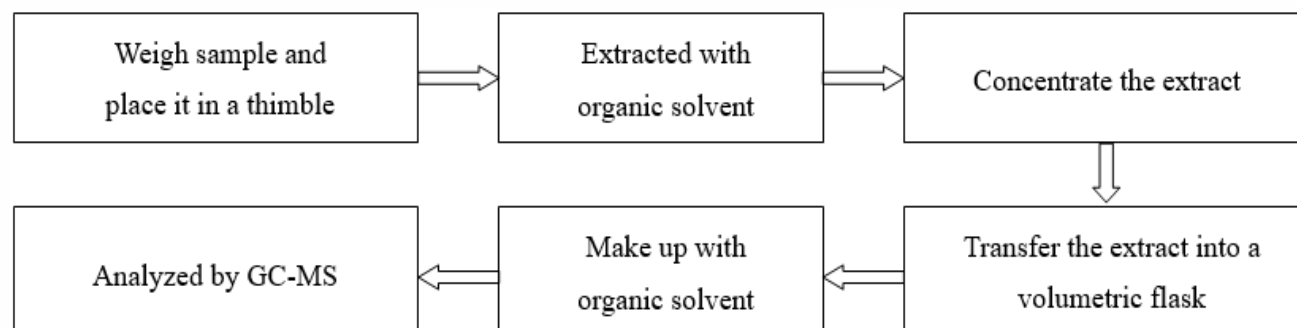 Weigh sample and
place it in a thimble
Extracted with
organic solvent
Concentrate the extract
Transfer the extract into a
volumetric flask
Make up with
organic solvent
Analyzed by GC-MS